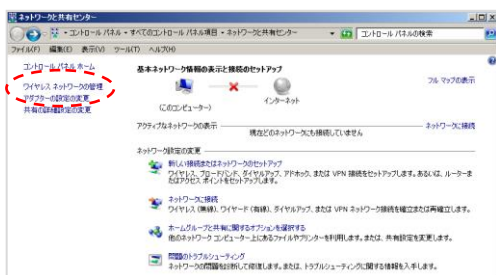 ネットワークと共有センター
すべてのコントロール パネル項目
ネットワークと共有センター
コントロール パネルの検索
ファイル(F) 編集(E) 表示(V) ツール(T) ヘルプ(H)
コントロール パネル ホーム
ワイヤレス ネットワークの管理
アダプターの設定の変更
共有の詳細設定の変更
基本ネットワーク情報の表示と接続のセットアップ
フル マップの表示
(このコンピューター)
インターネット
アクティブなネットワークの表示
ネットワークに接続
現在どのネットワークにも接続していません
ネットワーク設定の変更
新しい接続またはネットワークのセットアップ
ワイヤレス、ブロードバンド、ダイヤルアップ、アドホック、または VPN 接続をセットアップします。あるいは、ルーターま
たはアクセス ポイントをセットアップします。
ネットワークに接続
ワイヤレス (無線)、ワイヤード (有線)、ダイヤルアップ、または VPN ネットワーク接続を確立または再確立します。
ホームグループと共有に関するオプションを選択する
他のネットワーク コンピューター上にあるファイルやプリンターを利用します。または、共有設定を変更します。
問題のトラブルシューティング
ネットワークの問題を診断して修復します。または、トラブルシューティングに関する情報を入手します。